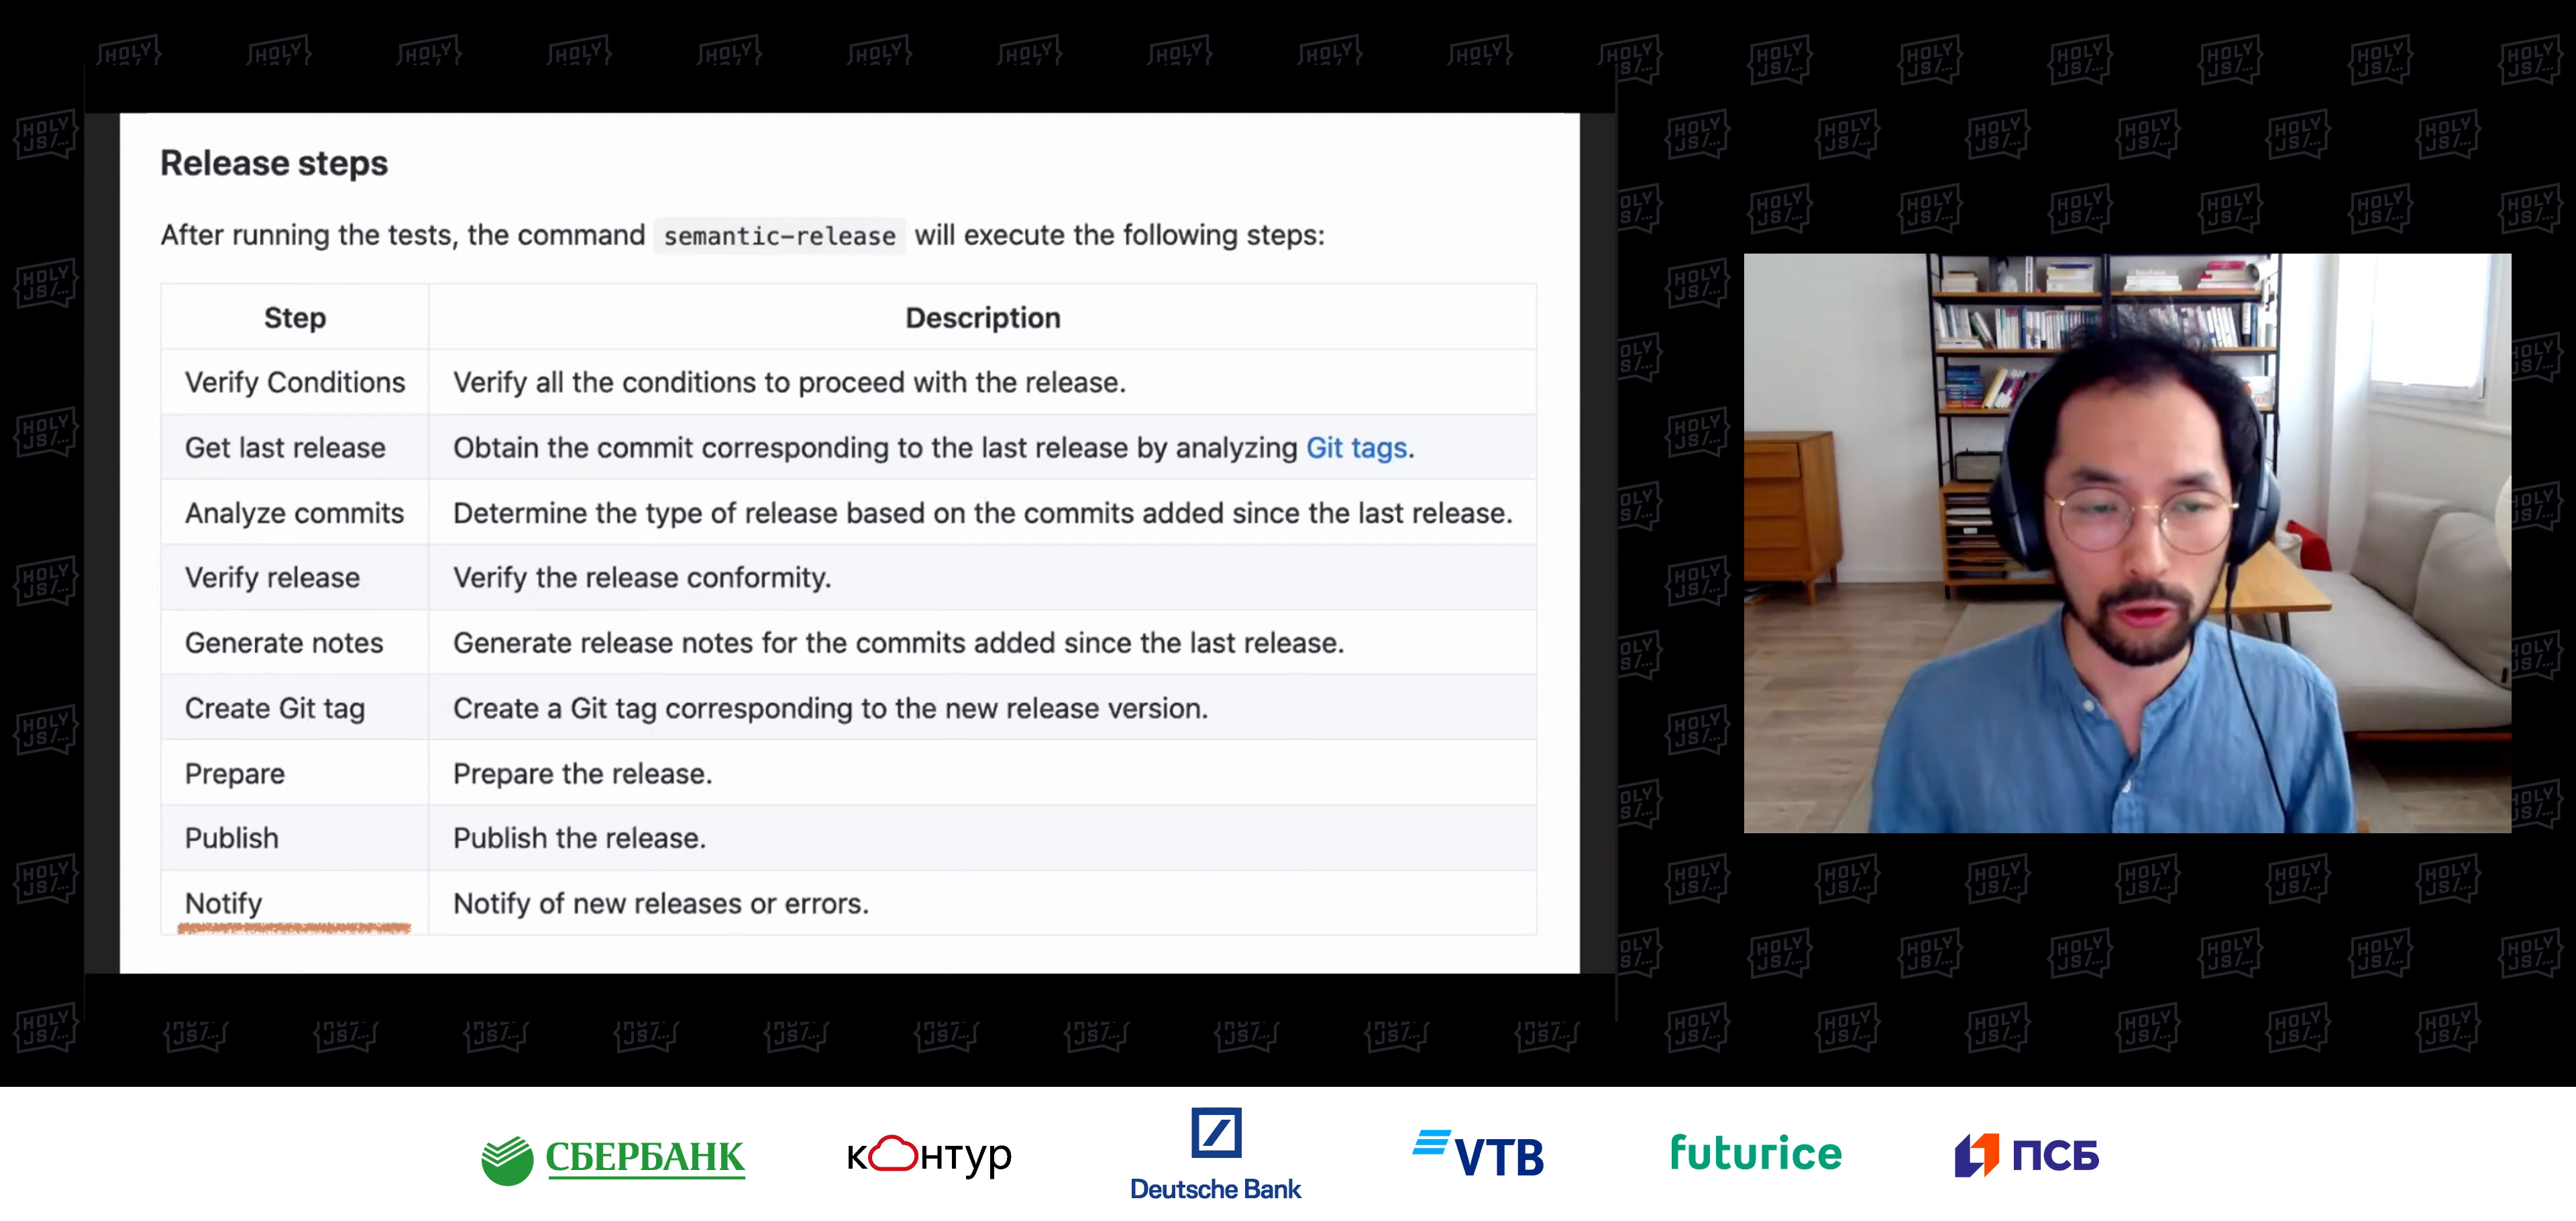 Release steps
After running the tests, the command semantic-release will execute the following steps:
Step Description
Verify Conditions Verify all the conditions to proceed with the release.
Get last release Obtain the commit corresponding to the last release by analyzing Git tags.
Analyze commits Determine the type of release based on the commits added since the last release.
Verify release Verify the release conformity.
Generate notes Generate release notes for the commits added since the last release.
Create Git tag Create a Git tag corresponding to the new release version.
Prepare Prepare the release.
Publish Publish the release.
Notify Notify of new releases or errors.
HOLY
JS/...
СБЕРБАНК
контур
Deutsche Bank
VTB
futurice
ПСБ